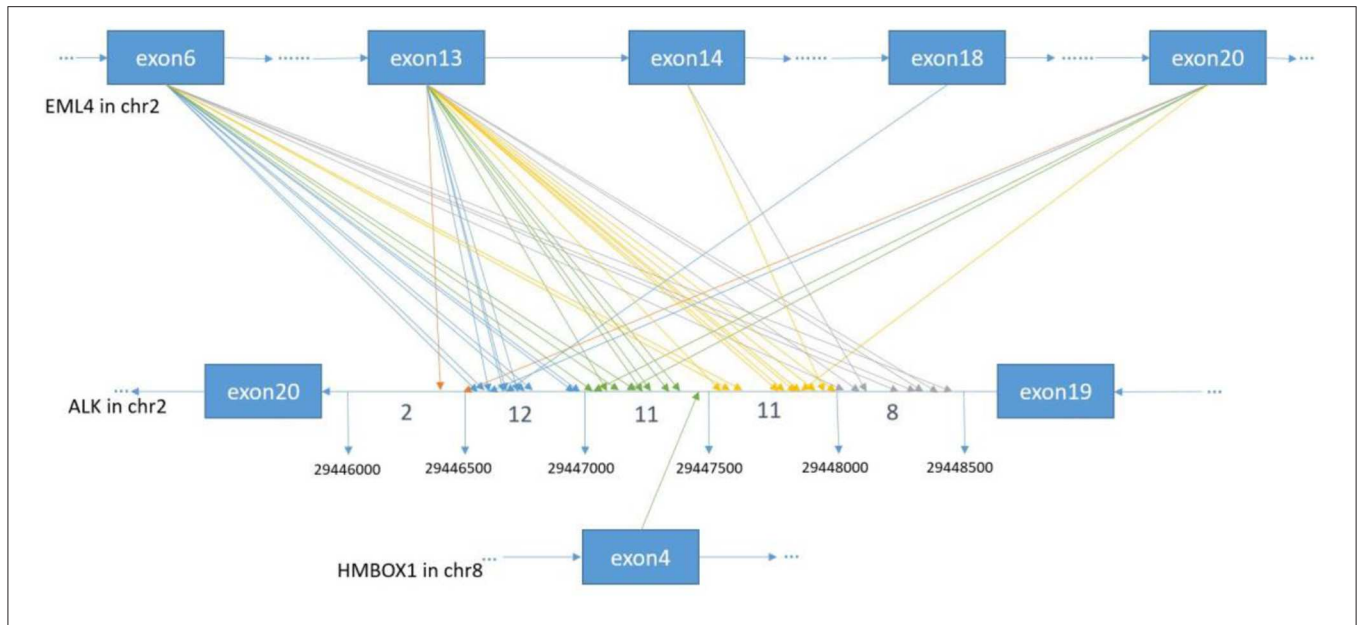 ... exon6 ...... exon13 exon14 ...... exon18 ...... exon20 ...
EML4 in chr2
... exon20 exon19 ...
ALK in chr2
2 12 11 11 8
29446000 29446500 29447000 29447500 29448000 29448500
... exon4 ...
HMBOX1 in chr8